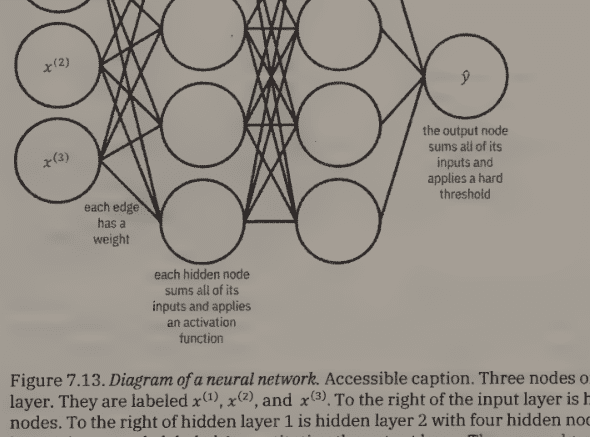 x⁽²⁾
ŷ
x⁽³⁾
the output node
sums all of its
inputs and
applies a hard
threshold
each edge
has a
weight
each hidden node
sums all of its
inputs and applies
an activation
function
Figure 7.13. Diagram of a neural network. Accessible caption. Three nodes o
layer. They are labeled x⁽¹⁾, x⁽²⁾, and x⁽³⁾. To the right of the input layer is h
nodes. To the right of hidden layer 1 is hidden layer 2 with four hidden nod